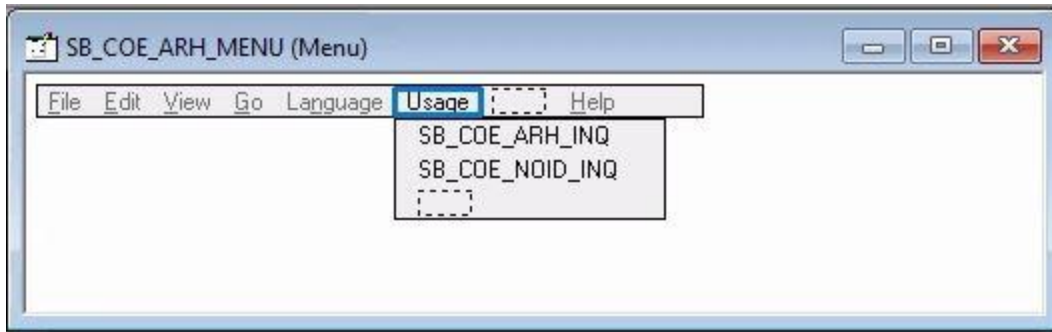 SB_COE_ARH_MENU (Menu)
File Edit View Go Language Usage Help
SB_COE_ARH_INQ
SB_COE_NOID_INQ